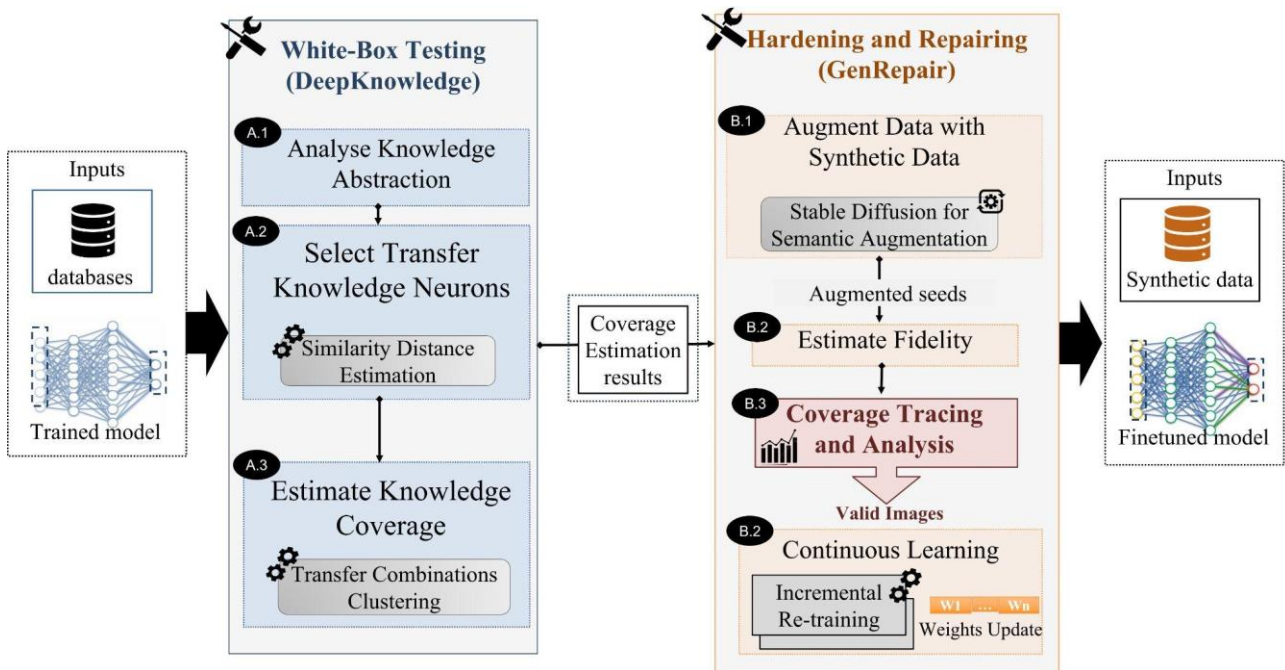 Inputs
databases
Trained model
White-Box Testing
(DeepKnowledge)
A.1
Analyse Knowledge
Abstraction
A.2
Select Transfer
Knowledge Neurons
Similarity Distance
Estimation
A.3
Estimate Knowledge
Coverage
Transfer Combinations
Clustering
Coverage
Estimation
results
Hardening and Repairing
(GenRepair)
B.1
Augment Data with
Synthetic Data
Stable Diffusion for
Semantic Augmentation
Augmented seeds
B.2
Estimate Fidelity
B.3
Coverage Tracing
and Analysis
Valid Images
B.2
Continuous Learning
Incremental
Re-training
W1 ... Wn
Weights Update
Inputs
Synthetic data
Finetuned model